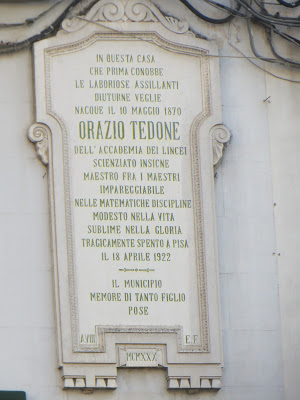 IN QUESTA CASA
CHE PRIMA CONOBBE
LE LABORIOSE ASSILLANTI
DIUTURNE VEGLIE
NACQUE IL 10 MAGGIO 1870
ORAZIO TEDONE
DELL'ACCADEMIA DEI LINCEI
SCIENZIATO INSIGNE
MAESTRO FRA I MAESTRI
IMPAREGGIABILE
NELLE MATEMATICHE DISCIPLINE
MODESTO NELLA VITA
SUBLIME NELLA GLORIA
TRAGICAMENTE SPENTO A PISA
IL 18 APRILE 1922
IL MUNICIPIO
MEMORE DI TANTO FIGLIO
POSE
A.VIII E.F.
MCMXXX